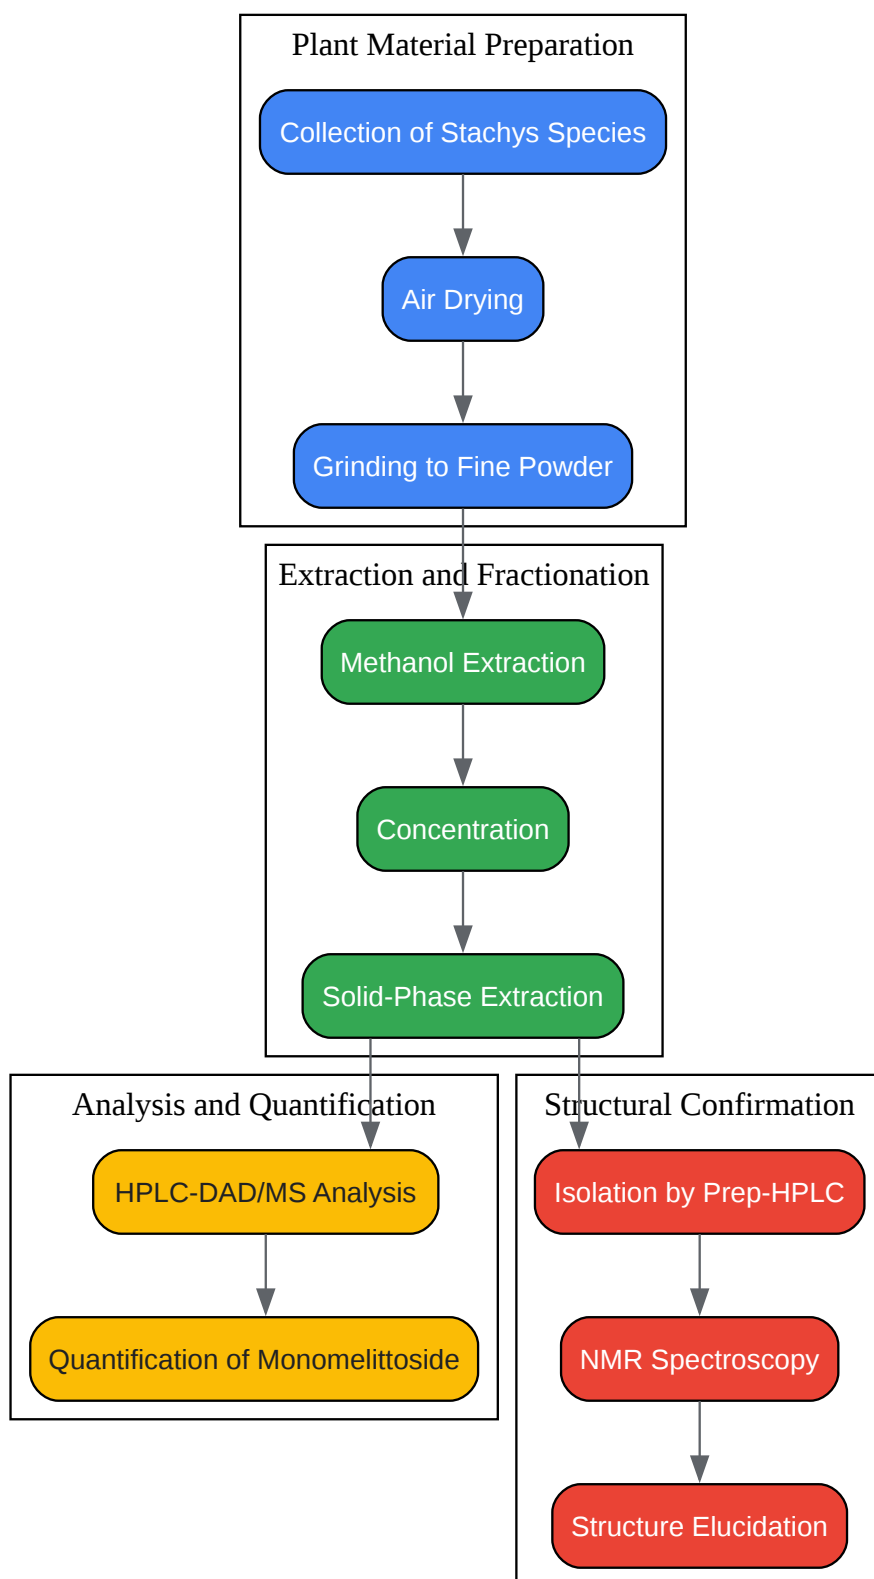 Plant Material Preparation
Collection of Stachys Species
Air Drying
Grinding to Fine Powder
Extraction and Fractionation
Methanol Extraction
Concentration
Solid-Phase Extraction
Analysis and Quantification
HPLC-DAD/MS Analysis
Quantification of Monomelittoside
Structural Confirmation
Isolation by Prep-HPLC
NMR Spectroscopy
Structure Elucidation